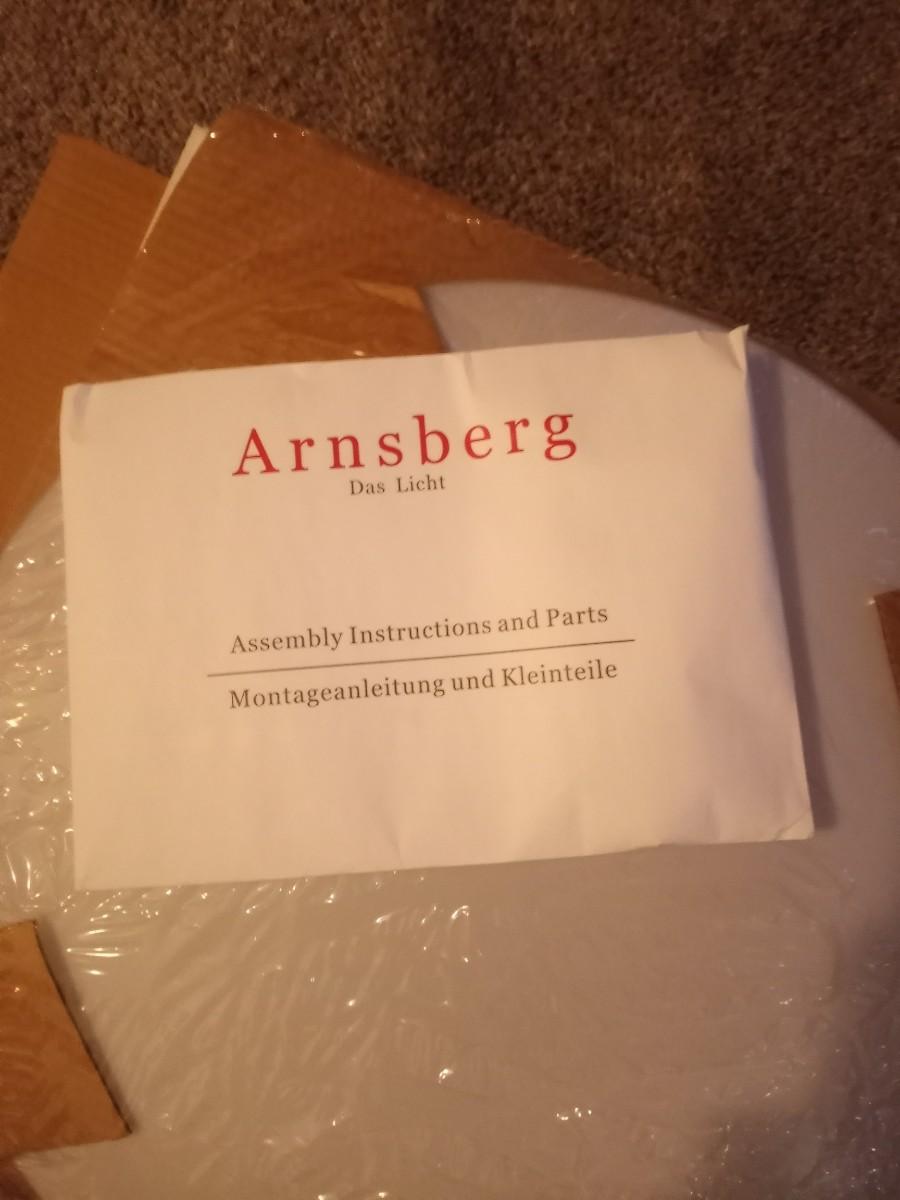 Arnsberg
Das Licht
Assembly Instructions and Parts
Montageanleitung und Kleinteile